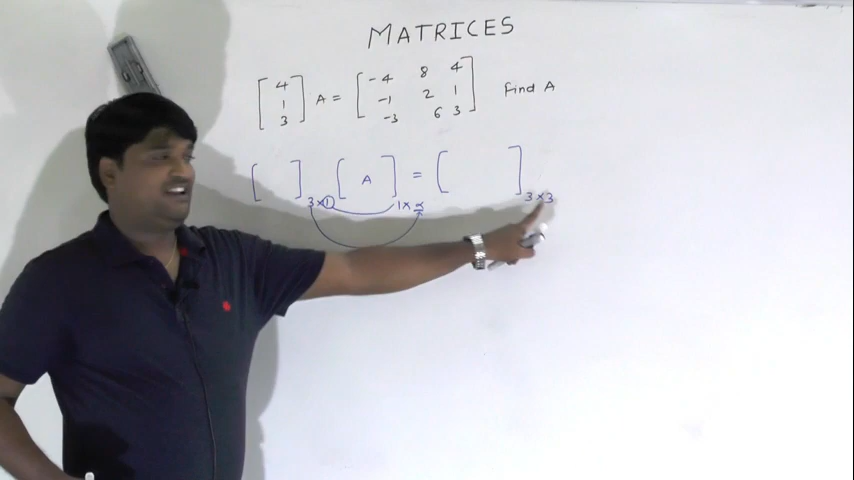 MATRICES
[4 1 3] A = [-4 8 4 -1 2 1 -3 6 3] Find A
[ ] 3×1 [ A ] 1×x = [ ] 3×3